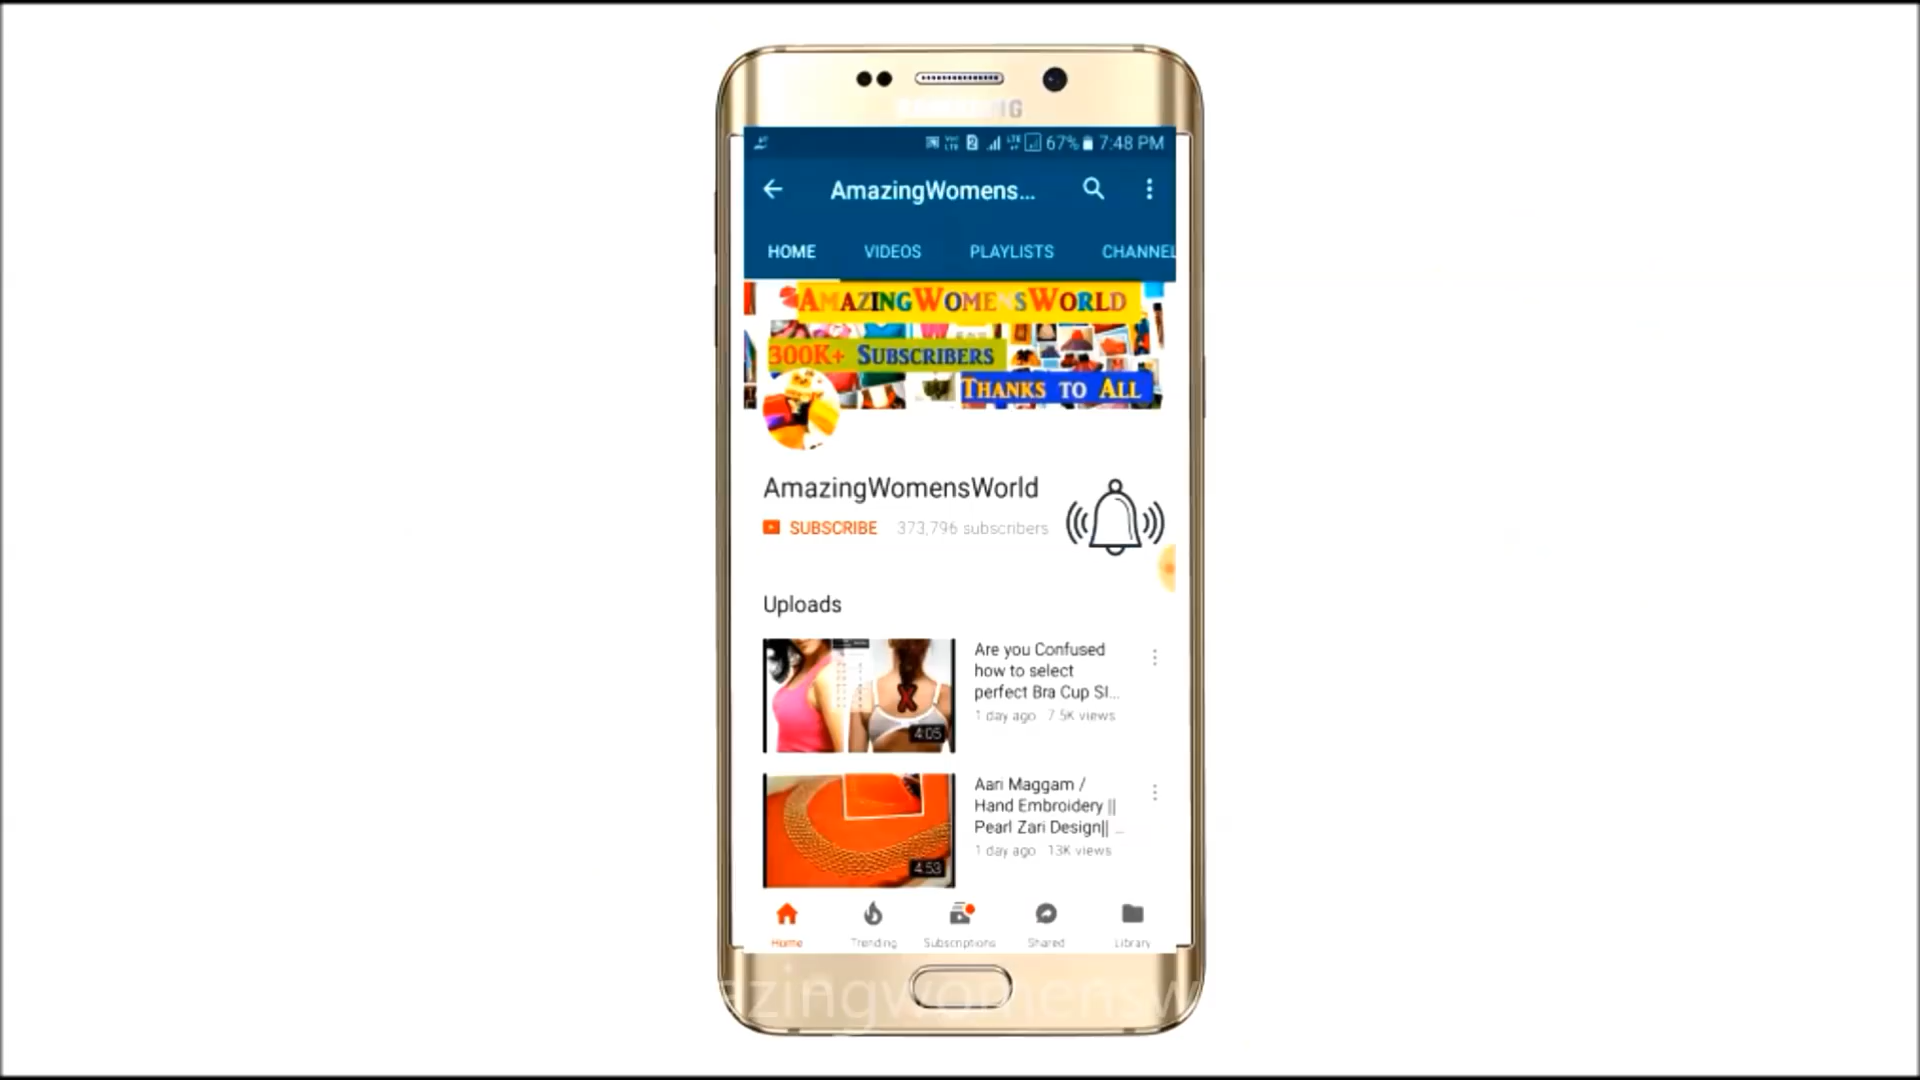 SAMSUNG
67% 7:48 PM
AmazingWomens...
HOME VIDEOS PLAYLISTS CHANNEL
AMAZINGWOMENSWORLD
300K+ SUBSCRIBERS
THANKS TO ALL
AmazingWomensWorld
SUBSCRIBE 373,796 subscribers
Uploads
Are you Confused
how to select
perfect Bra Cup SI...
1 day ago 7.5K views
4:05
Aari Maggam /
Hand Embroidery ||
Pearl Zari Design|| ...
1 day ago 13K views
4:53
Home Trending Subscriptions Shared Library
azingwomensw